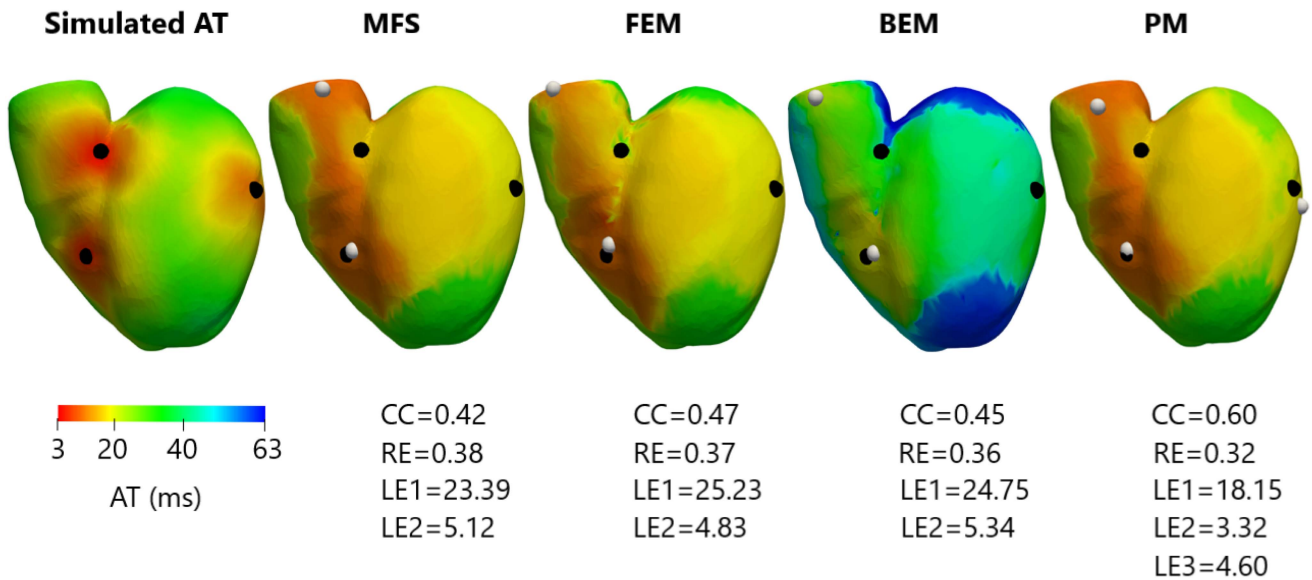 Simulated AT MFS FEM BEM PM
3 20 40 63
AT (ms)
CC=0.42
RE=0.38
LE1=23.39
LE2=5.12
CC=0.47
RE=0.37
LE1=25.23
LE2=4.83
CC=0.45
RE=0.36
LE1=24.75
LE2=5.34
CC=0.60
RE=0.32
LE1=18.15
LE2=3.32
LE3=4.60